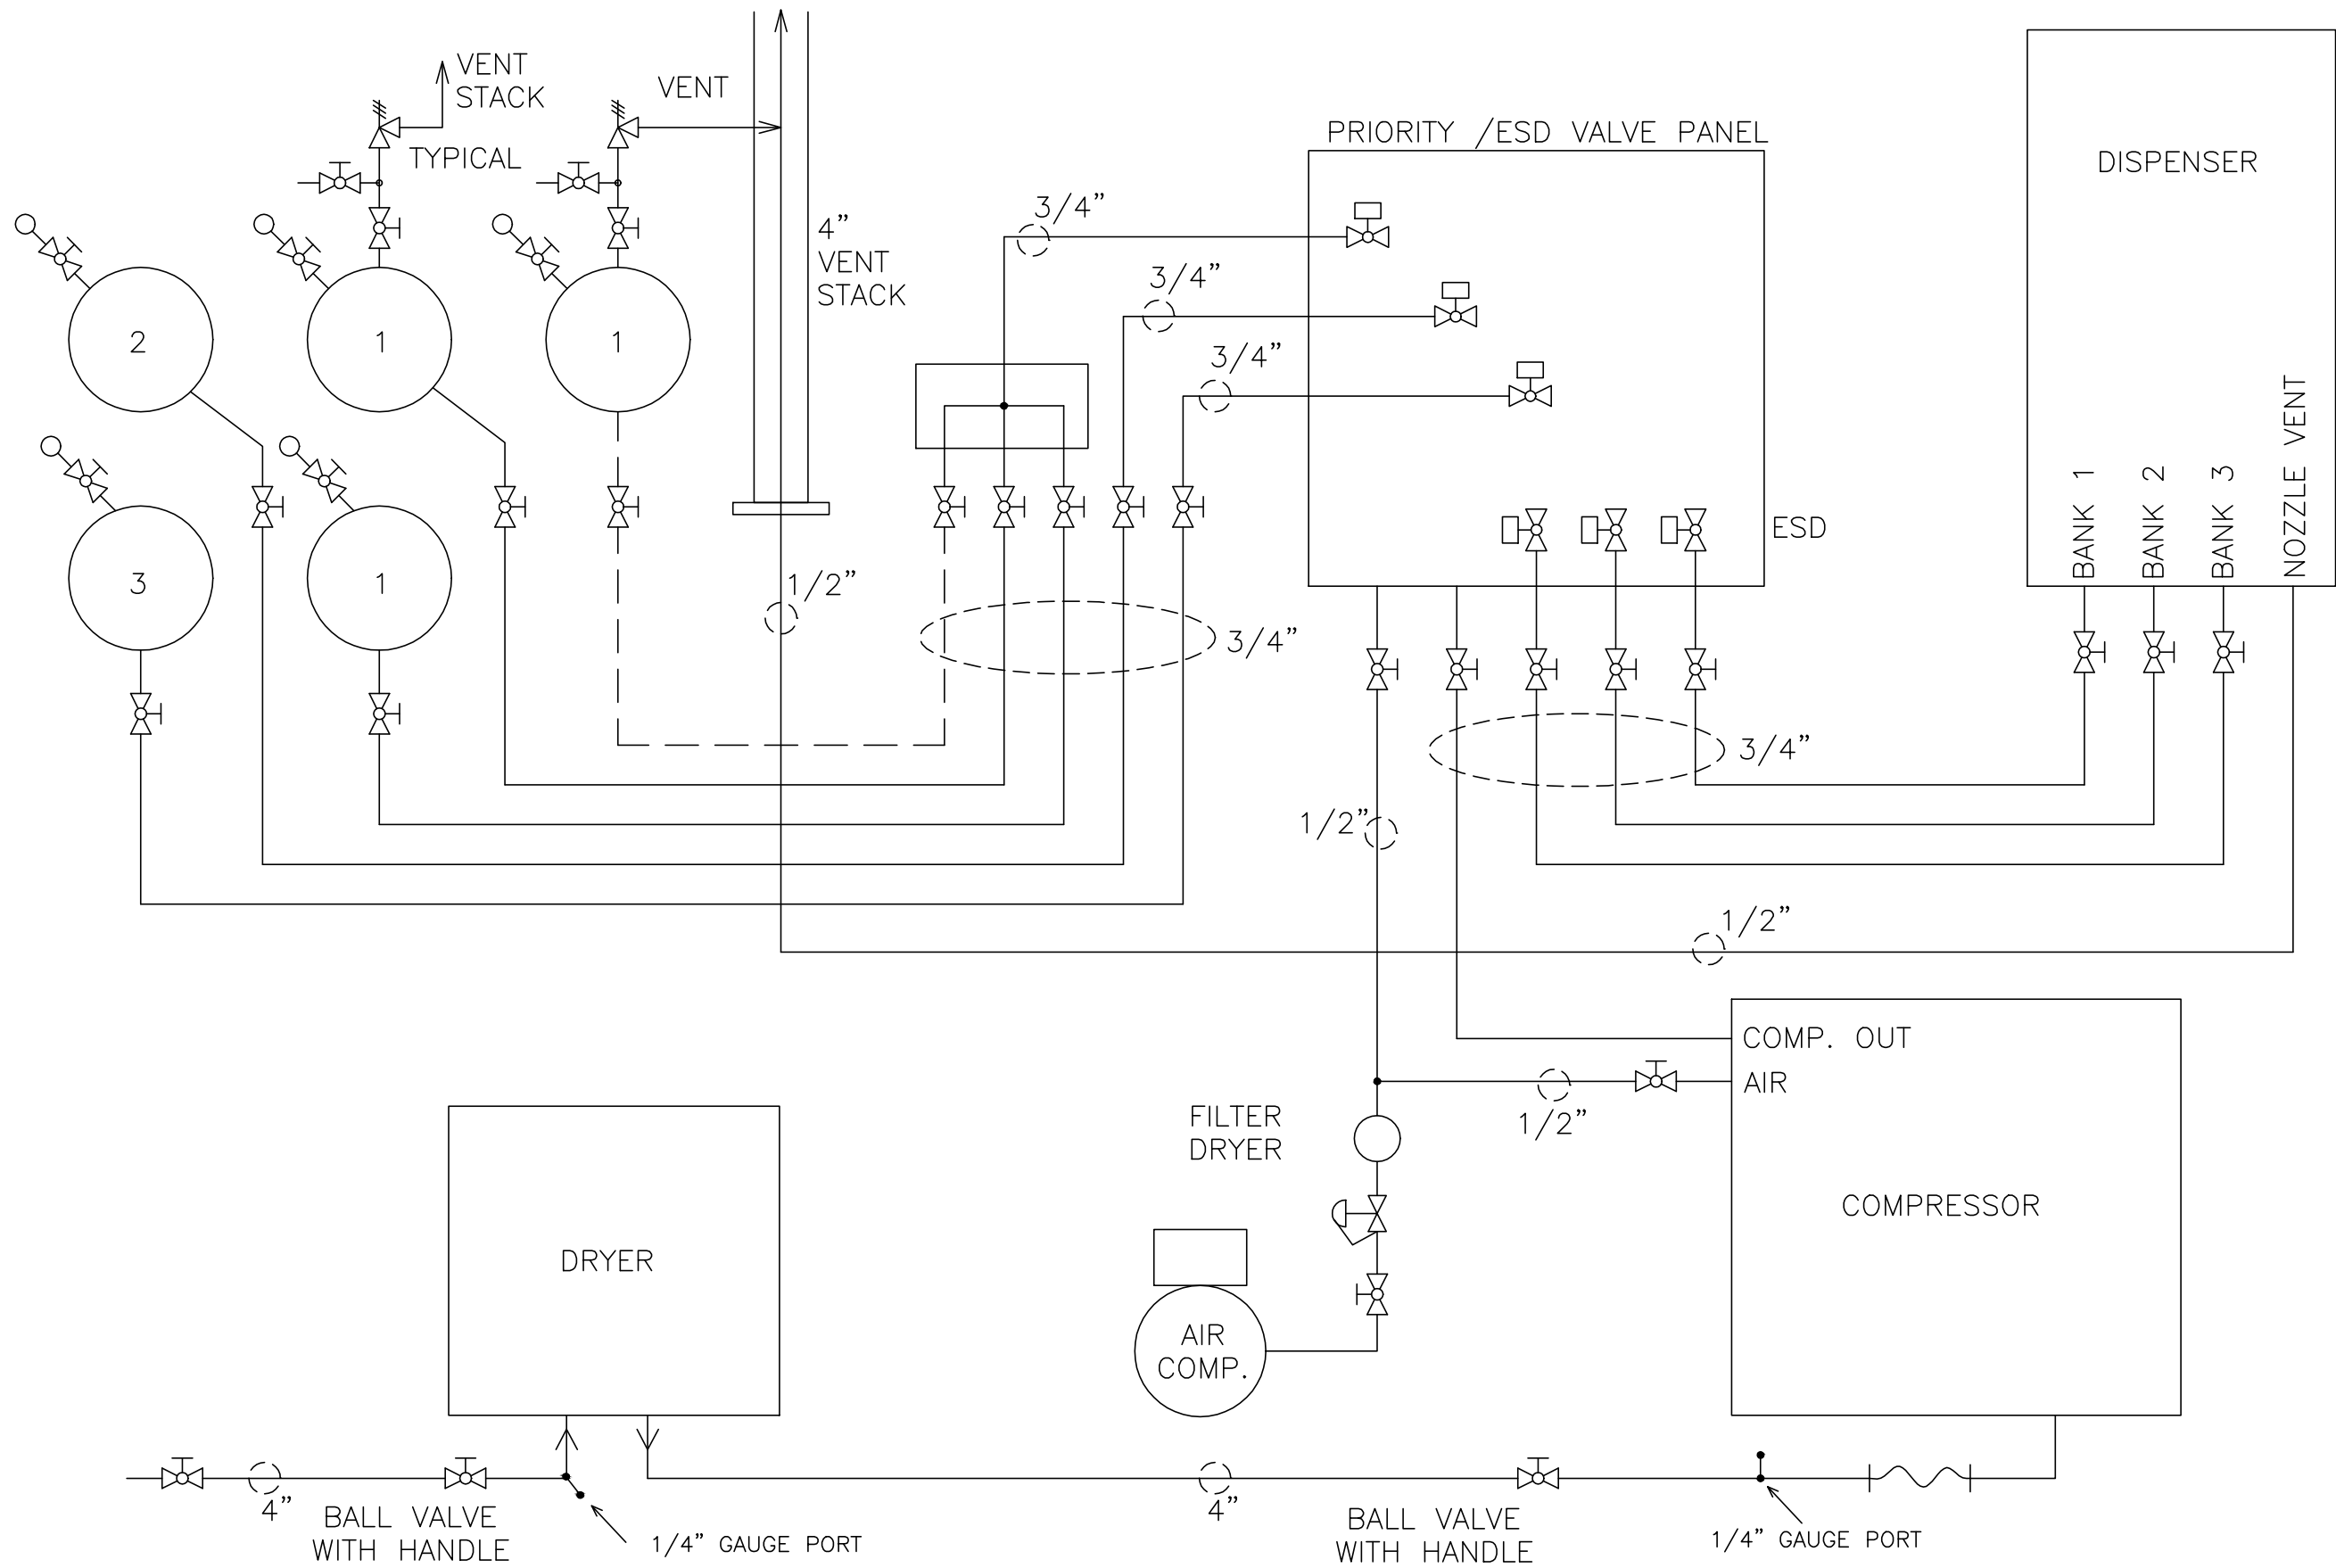 VENT
STACK
TYPICAL
VENT
4”
VENT
STACK
2
1
1
3
1
3/4”
3/4”
3/4”
PRIORITY /ESD VALVE PANEL
ESD
DISPENSER
BANK 1
BANK 2
BANK 3
NOZZLE VENT
1/2”
3/4”
3/4”
1/2”
1/2”
COMP. OUT
AIR
1/2”
FILTER
DRYER
COMPRESSOR
DRYER
AIR
COMP.
4”
BALL VALVE
WITH HANDLE
1/4” GAUGE PORT
4”
BALL VALVE
WITH HANDLE
1/4” GAUGE PORT